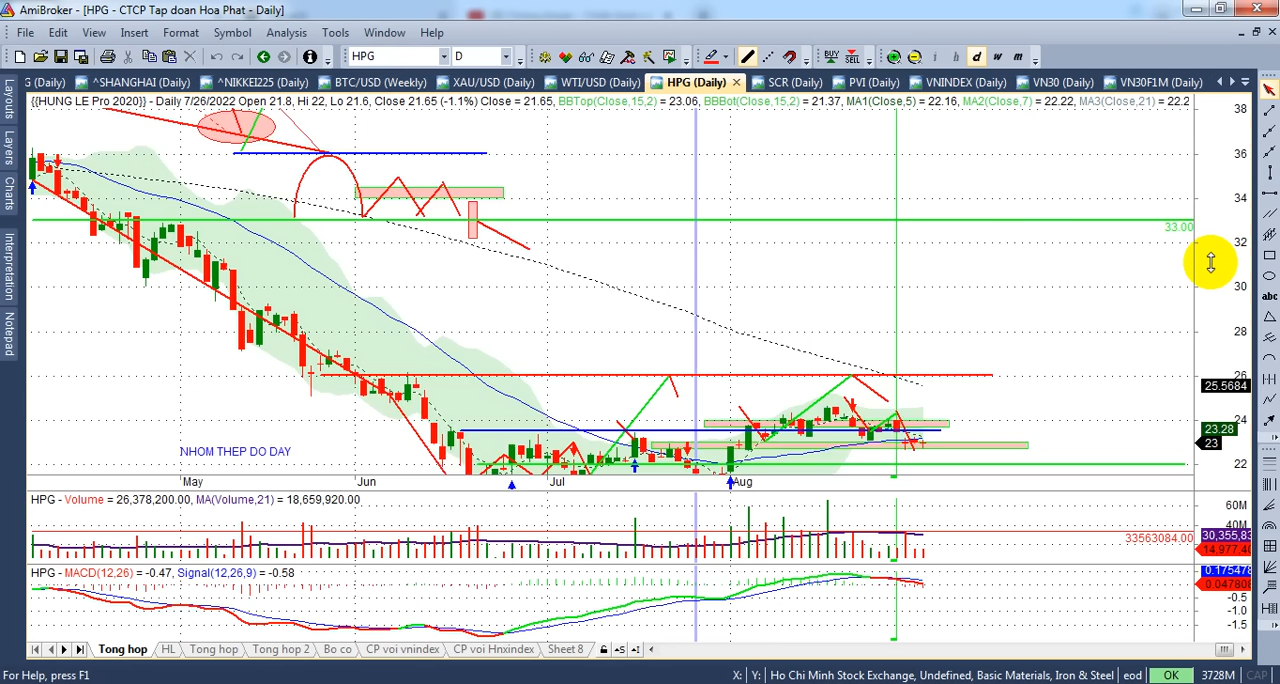 AmiBroker - [HPG - CTCP Tap doan Hoa Phat - Daily]
File Edit View Insert Format Symbol Analysis Tools Window Help
HPG D BUY SELL i h d w m
G (Daily) ^SHANGHAI (Daily) ^NIKKEI225 (Daily) BTC/USD (Weekly) XAU/USD (Daily) WTI/USD (Daily) HPG (Daily) SCR (Daily) PVI (Daily) VNINDEX (Daily) VN30 (Daily) VN30F1M (Daily)
{{HUNG LE Pro 2020}} - Daily 7/26/2022 Open 21.8, Hi 22, Lo 21.6, Close 21.65 (-1.1%) Close = 21.65, BBTop(Close,15,2) = 23.06, BBBot(Close,15,2) = 21.37, MA1(Close,5) = 22.16, MA2(Close,7) = 22.22, MA3(Close,21) = 22.2
Layouts
Layers
Charts
Interpretation
Notepad
38
36
34
33.00
32
30
28
26
25.5684
24
23.28
23
22
NHOM THEP DO DAY
May Jun Jul Aug
HPG - Volume = 26,378,200.00, MA(Volume,21) = 18,659,920.00
60M
40M
33563084.00
30,355,83
14,977,40
HPG - MACD(12,26) = -0.47, Signal(12,26,9) = -0.58
0.175478
0.047808
-0.5
-1.0
-1.5
abc
Tong hop HL Tong hop Tong hop 2 Bo co CP voi vnindex CP voi Hnxindex Sheet 8
For Help, press F1 X: Y: Ho Chi Minh Stock Exchange, Undefined, Basic Materials, Iron & Steel eod OK 3728M CAP